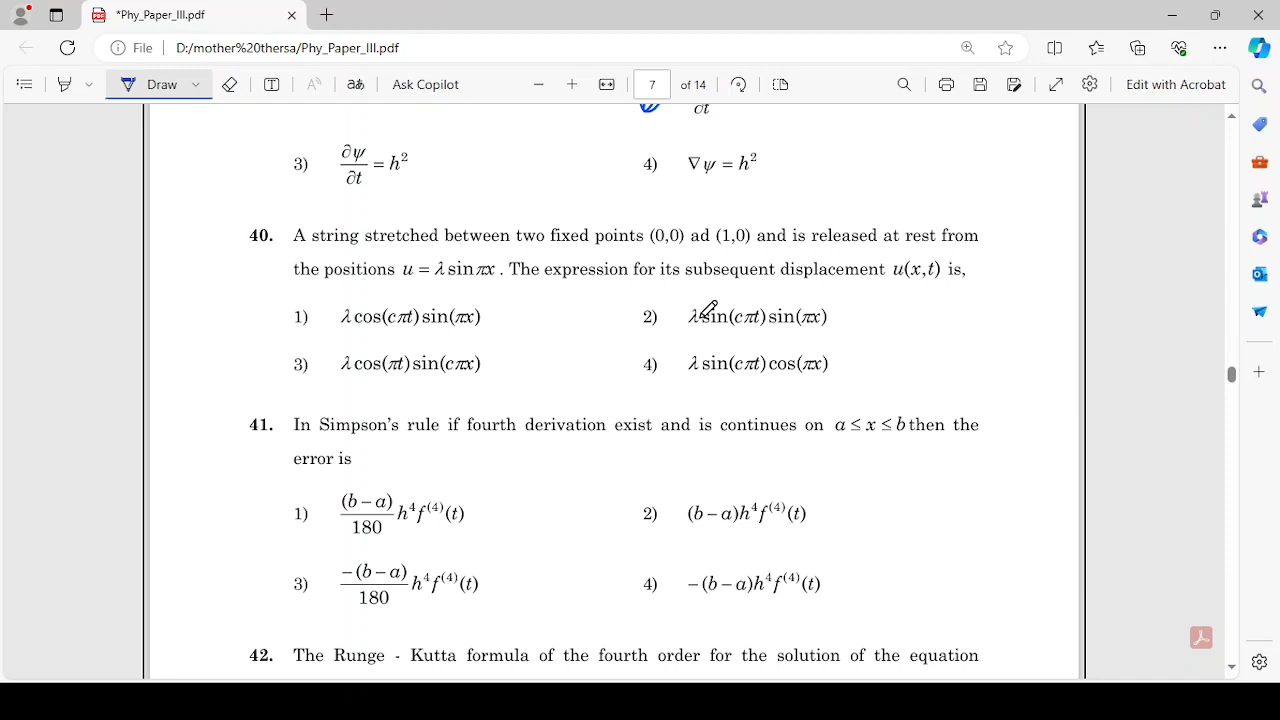 *Phy_Paper_III.pdf
File D:/mother%20thersa/Phy_Paper_III.pdf
Draw Ask Copilot 7 of 14 Edit with Acrobat
∂t
3) ∂ψ/∂t = h² 4) ∇ψ = h²
40. A string stretched between two fixed points (0,0) ad (1,0) and is released at rest from
the positions u = λ sin πx . The expression for its subsequent displacement u(x,t) is,
1) λ cos(cπt) sin(πx) 2) λ sin(cπt) sin(πx)
3) λ cos(πt) sin(cπx) 4) λ sin(cπt) cos(πx)
41. In Simpson's rule if fourth derivation exist and is continues on a ≤ x ≤ b then the
error is
1) (b − a)/180 h⁴f⁽⁴⁾(t) 2) (b − a)h⁴f⁽⁴⁾(t)
3) −(b − a)/180 h⁴f⁽⁴⁾(t) 4) −(b − a)h⁴f⁽⁴⁾(t)
42. The Runge - Kutta formula of the fourth order for the solution of the equation